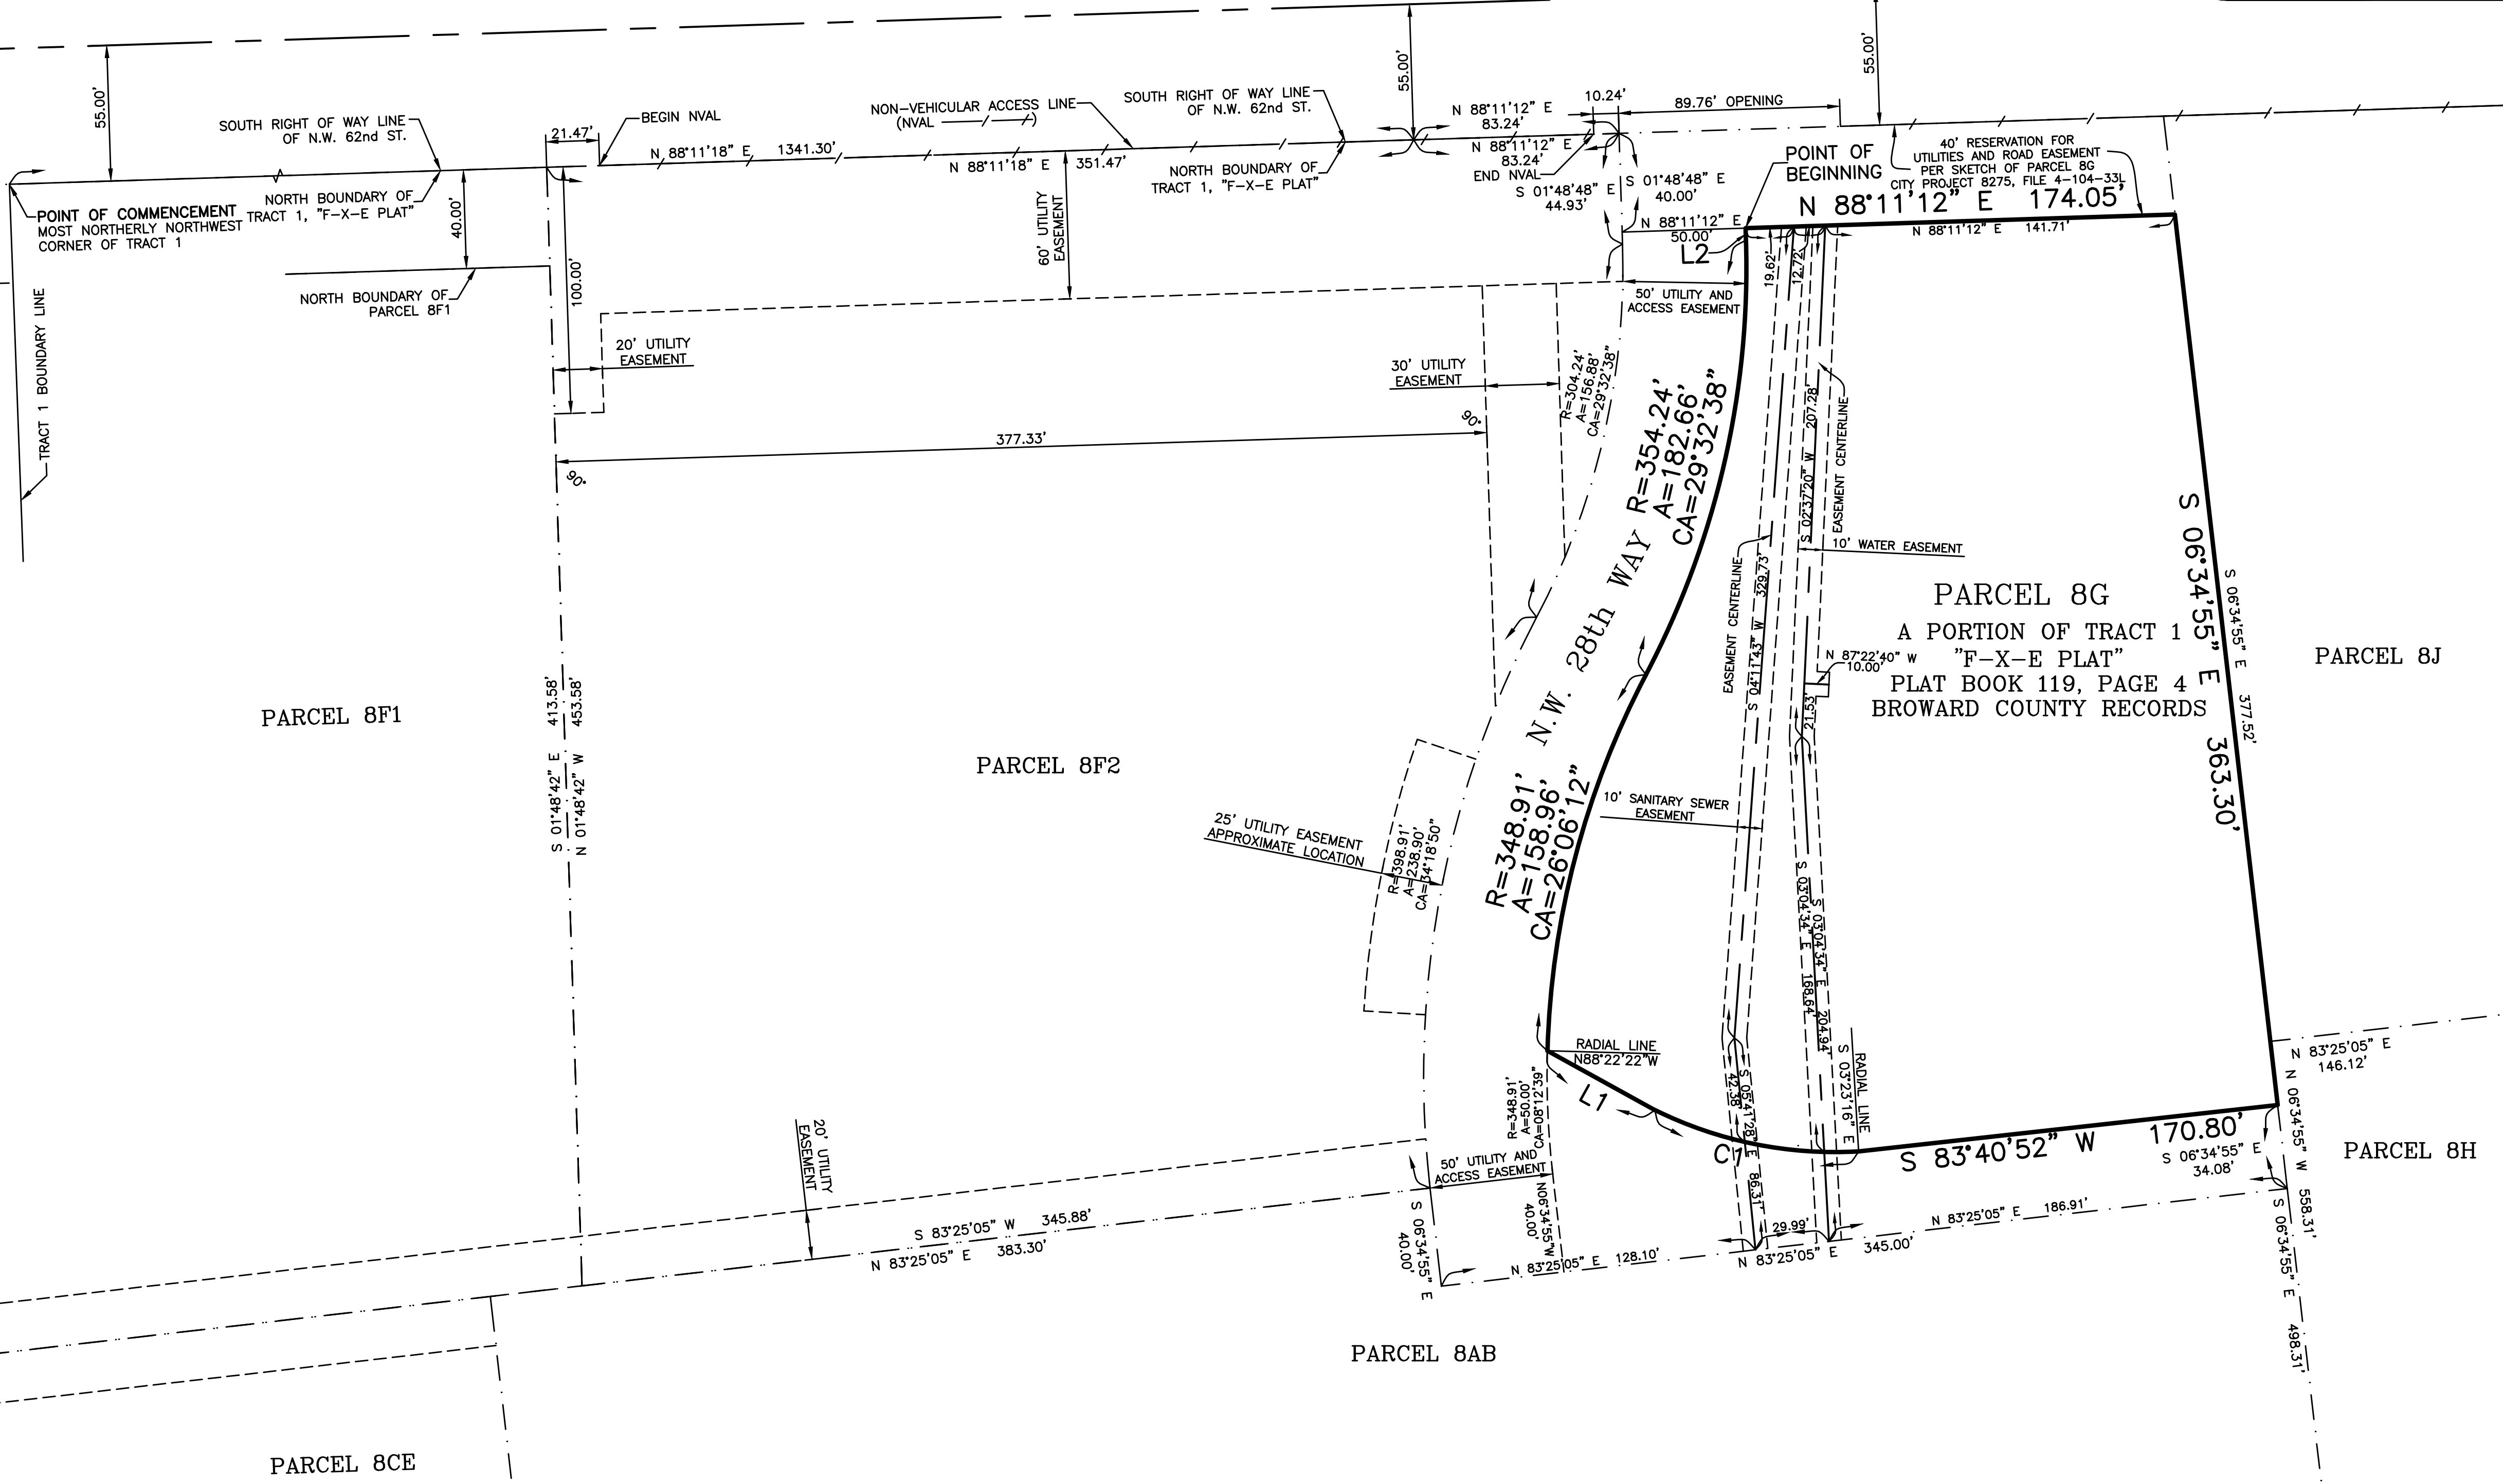 55.00'
55.00'
55.00'
SOUTH RIGHT OF WAY LINE
OF N.W. 62nd ST.
21.47'
BEGIN NVAL
NON-VEHICULAR ACCESS LINE
(NVAL ——/ ——/)
SOUTH RIGHT OF WAY LINE
OF N.W. 62nd ST.
N 88°11'12" E
83.24'
10.24'
89.76' OPENING
N 88°11'18" E 1341.30'
N 88°11'18" E 351.47'
N 88°11'12" E
83.24'
END NVAL
NORTH BOUNDARY OF
TRACT 1, "F-X-E PLAT"
NORTH BOUNDARY OF
TRACT 1, "F-X-E PLAT"
POINT OF COMMENCEMENT
MOST NORTHERLY NORTHWEST
CORNER OF TRACT 1
40.00'
NORTH BOUNDARY OF
PARCEL 8F1
TRACT 1 BOUNDARY LINE
100.00'
60' UTILITY
EASEMENT
S 01°48'48" E
44.93'
S 01°48'48" E
40.00'
POINT OF
BEGINNING
40' RESERVATION FOR
UTILITIES AND ROAD EASEMENT
PER SKETCH OF PARCEL 8G
CITY PROJECT 8275, FILE 4-104-33L
N 88°11'12" E 174.05'
N 88°11'12" E 141.71'
N 88°11'12" E
50.00'
L2
50' UTILITY AND
ACCESS EASEMENT
19.62'
12.72'
20' UTILITY
EASEMENT
30' UTILITY
EASEMENT
377.33'
90°
90°
R=304.24'
A=156.88'
CA=29°32'38"
R=354.24'
A=182.66'
CA=29°32'38"
N.W. 28th WAY
S 02°37'20" W 207.28'
EASEMENT CENTERLINE
EASEMENT CENTERLINE
S 04°11'43" W 329.73'
10' WATER EASEMENT
N 87°22'40" W
10.00'
21.53'
PARCEL 8G
A PORTION OF TRACT 1
"F-X-E PLAT"
PLAT BOOK 119, PAGE 4
BROWARD COUNTY RECORDS
S 06°34'55" E 363.30'
S 06°34'55" E 377.52'
PARCEL 8J
PARCEL 8F1
S 01°48'42" E 413.58'
N 01°48'42" W 453.58'
PARCEL 8F2
25' UTILITY EASEMENT
APPROXIMATE LOCATION
R=398.91'
A=238.90'
CA=34°18'50"
R=348.91'
A=158.96'
CA=26°06'12"
10' SANITARY SEWER
EASEMENT
S 03°04'34" E 168.64'
S 03°04'34" E 204.94'
RADIAL LINE
N88°22'22"W
L1
R=348.91'
A=50.00'
CA=08°12'39"
42.38'
S 05°41'28" E 86.31'
S 03°23'16" E
RADIAL LINE
C1
S 83°40'52" W 170.80'
S 06°34'55" E
34.08'
N 83°25'05" E
146.12'
N 06°34'55" W 558.31'
PARCEL 8H
20' UTILITY
EASEMENT
50' UTILITY AND
ACCESS EASEMENT
S 83°25'05" W 345.88'
N 83°25'05" E 383.30'
S 06°34'55" E
40.00'
N06°34'55"W
40.00'
N 83°25'05" E 128.10'
29.99'
N 83°25'05" E 345.00'
N 83°25'05" E 186.91'
S 06°34'55" E 498.31'
PARCEL 8AB
PARCEL 8CE